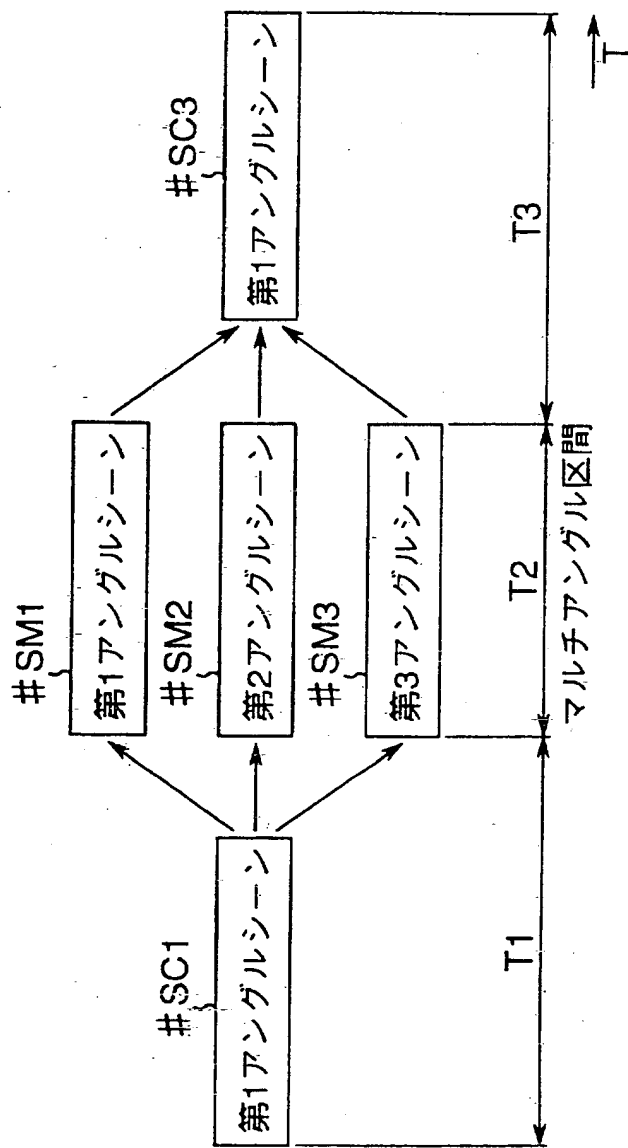 #SC1
第1アングルシーン
#SM1
第1アングルシーン
#SM2
第2アングルシーン
#SM3
第3アングルシーン
#SC3
第1アングルシーン
T1
T2
T3
マルチアングル区間
T